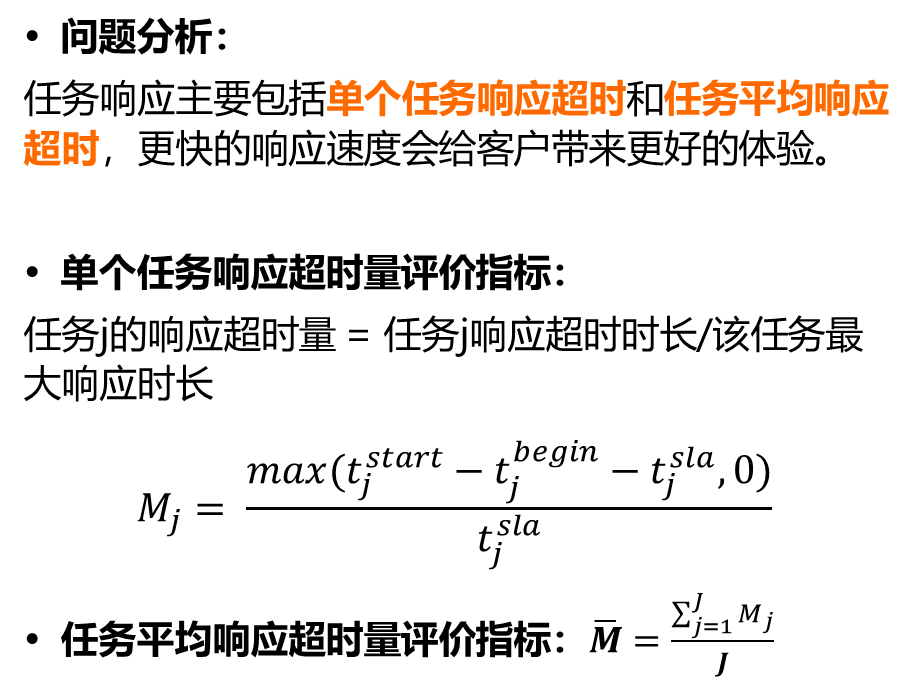 • 问题分析：
任务响应主要包括单个任务响应超时和任务平均响应
超时，更快的响应速度会给客户带来更好的体验。
• 单个任务响应超时量评价指标：
任务j的响应超时量 = 任务j响应超时时长/该任务最
大响应时长
$M_j = \frac{max(t_j^{start} - t_j^{begin} - t_j^{sla}, 0)}{t_j^{sla}}$
• 任务平均响应超时量评价指标： $\overline{M} = \frac{\sum_{j=1}^{J} M_j}{J}$